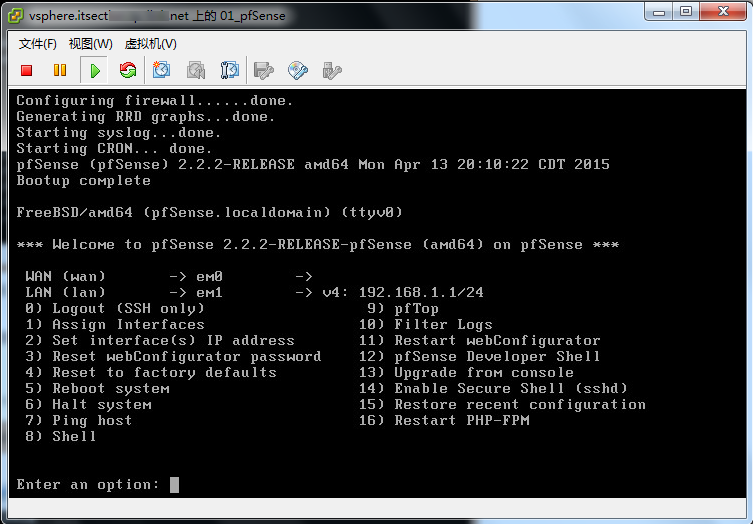 vsphere.itsect net 上的 01_pfSense
文件(F) 视图(W) 虚拟机(V)
Configuring firewall......done.
Generating RRD graphs...done.
Starting syslog...done.
Starting CRON... done.
pfSense (pfSense) 2.2.2-RELEASE amd64 Mon Apr 13 20:10:22 CDT 2015
Bootup complete
FreeBSD/amd64 (pfSense.localdomain) (ttyv0)
*** Welcome to pfSense 2.2.2-RELEASE-pfSense (amd64) on pfSense ***
WAN (wan) -> em0 ->
LAN (lan) -> em1 -> v4: 192.168.1.1/24
0) Logout (SSH only) 9) pfTop
1) Assign Interfaces 10) Filter Logs
2) Set interface(s) IP address 11) Restart webConfigurator
3) Reset webConfigurator password 12) pfSense Developer Shell
4) Reset to factory defaults 13) Upgrade from console
5) Reboot system 14) Enable Secure Shell (sshd)
6) Halt system 15) Restore recent configuration
7) Ping host 16) Restart PHP-FPM
8) Shell
Enter an option: